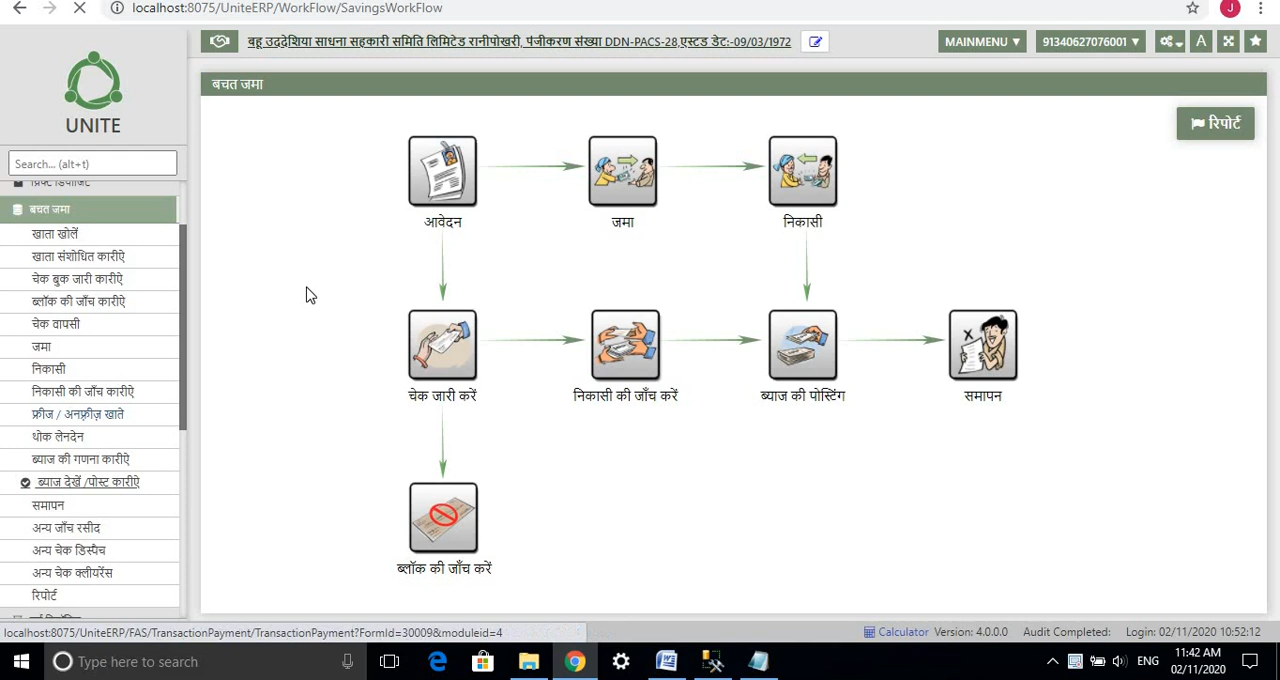 localhost:8075/UniteERP/WorkFlow/SavingsWorkFlow
J
बहू उद्देशिया साधना सहकारी समिति लिमिटेड रानीपोखरी, पंजीकरण संख्या DDN-PACS-28,एस्टड डेट:-09/03/1972
MAINMENU ▼
91340627076001 ▼
A
UNITE
बचत जमा
रिपोर्ट
Search... (alt+t)
थ्रिफ्ट डिपॉजिट
बचत जमा
खाता खोलें
खाता संशोधित कारीऐ
चेक बुक जारी कारीऐ
ब्लॉक की जाँच कारीऐ
चेक वापसी
जमा
निकासी
निकासी की जाँच कारीऐ
फ्रीज / अनफ़्रीज़ खाते
थोक लेनदेन
ब्याज की गणना कारीऐ
ब्याज देखें /पोस्ट कारीऐ
समापन
अन्य जाँच रसीद
अन्य चेक डिस्पैच
अन्य चेक क्लीयरेंस
रिपोर्ट
आवेदन
जमा
निकासी
चेक जारी करें
निकासी की जाँच करें
ब्याज की पोस्टिंग
समापन
ब्लॉक की जाँच करें
localhost:8075/UniteERP/FAS/TransactionPayment/TransactionPayment?FormId=30009&moduleid=4
Calculator Version: 4.0.0.0 Audit Completed: Login: 02/11/2020 10:52:12
Type here to search
ENG
11:42 AM
02/11/2020